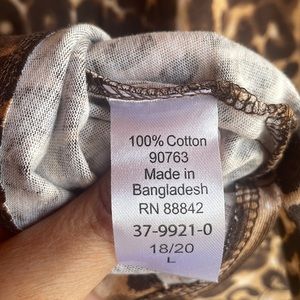 100% Cotton
90763
Made in
Bangladesh
RN 88842
37-9921-0
18/20
L